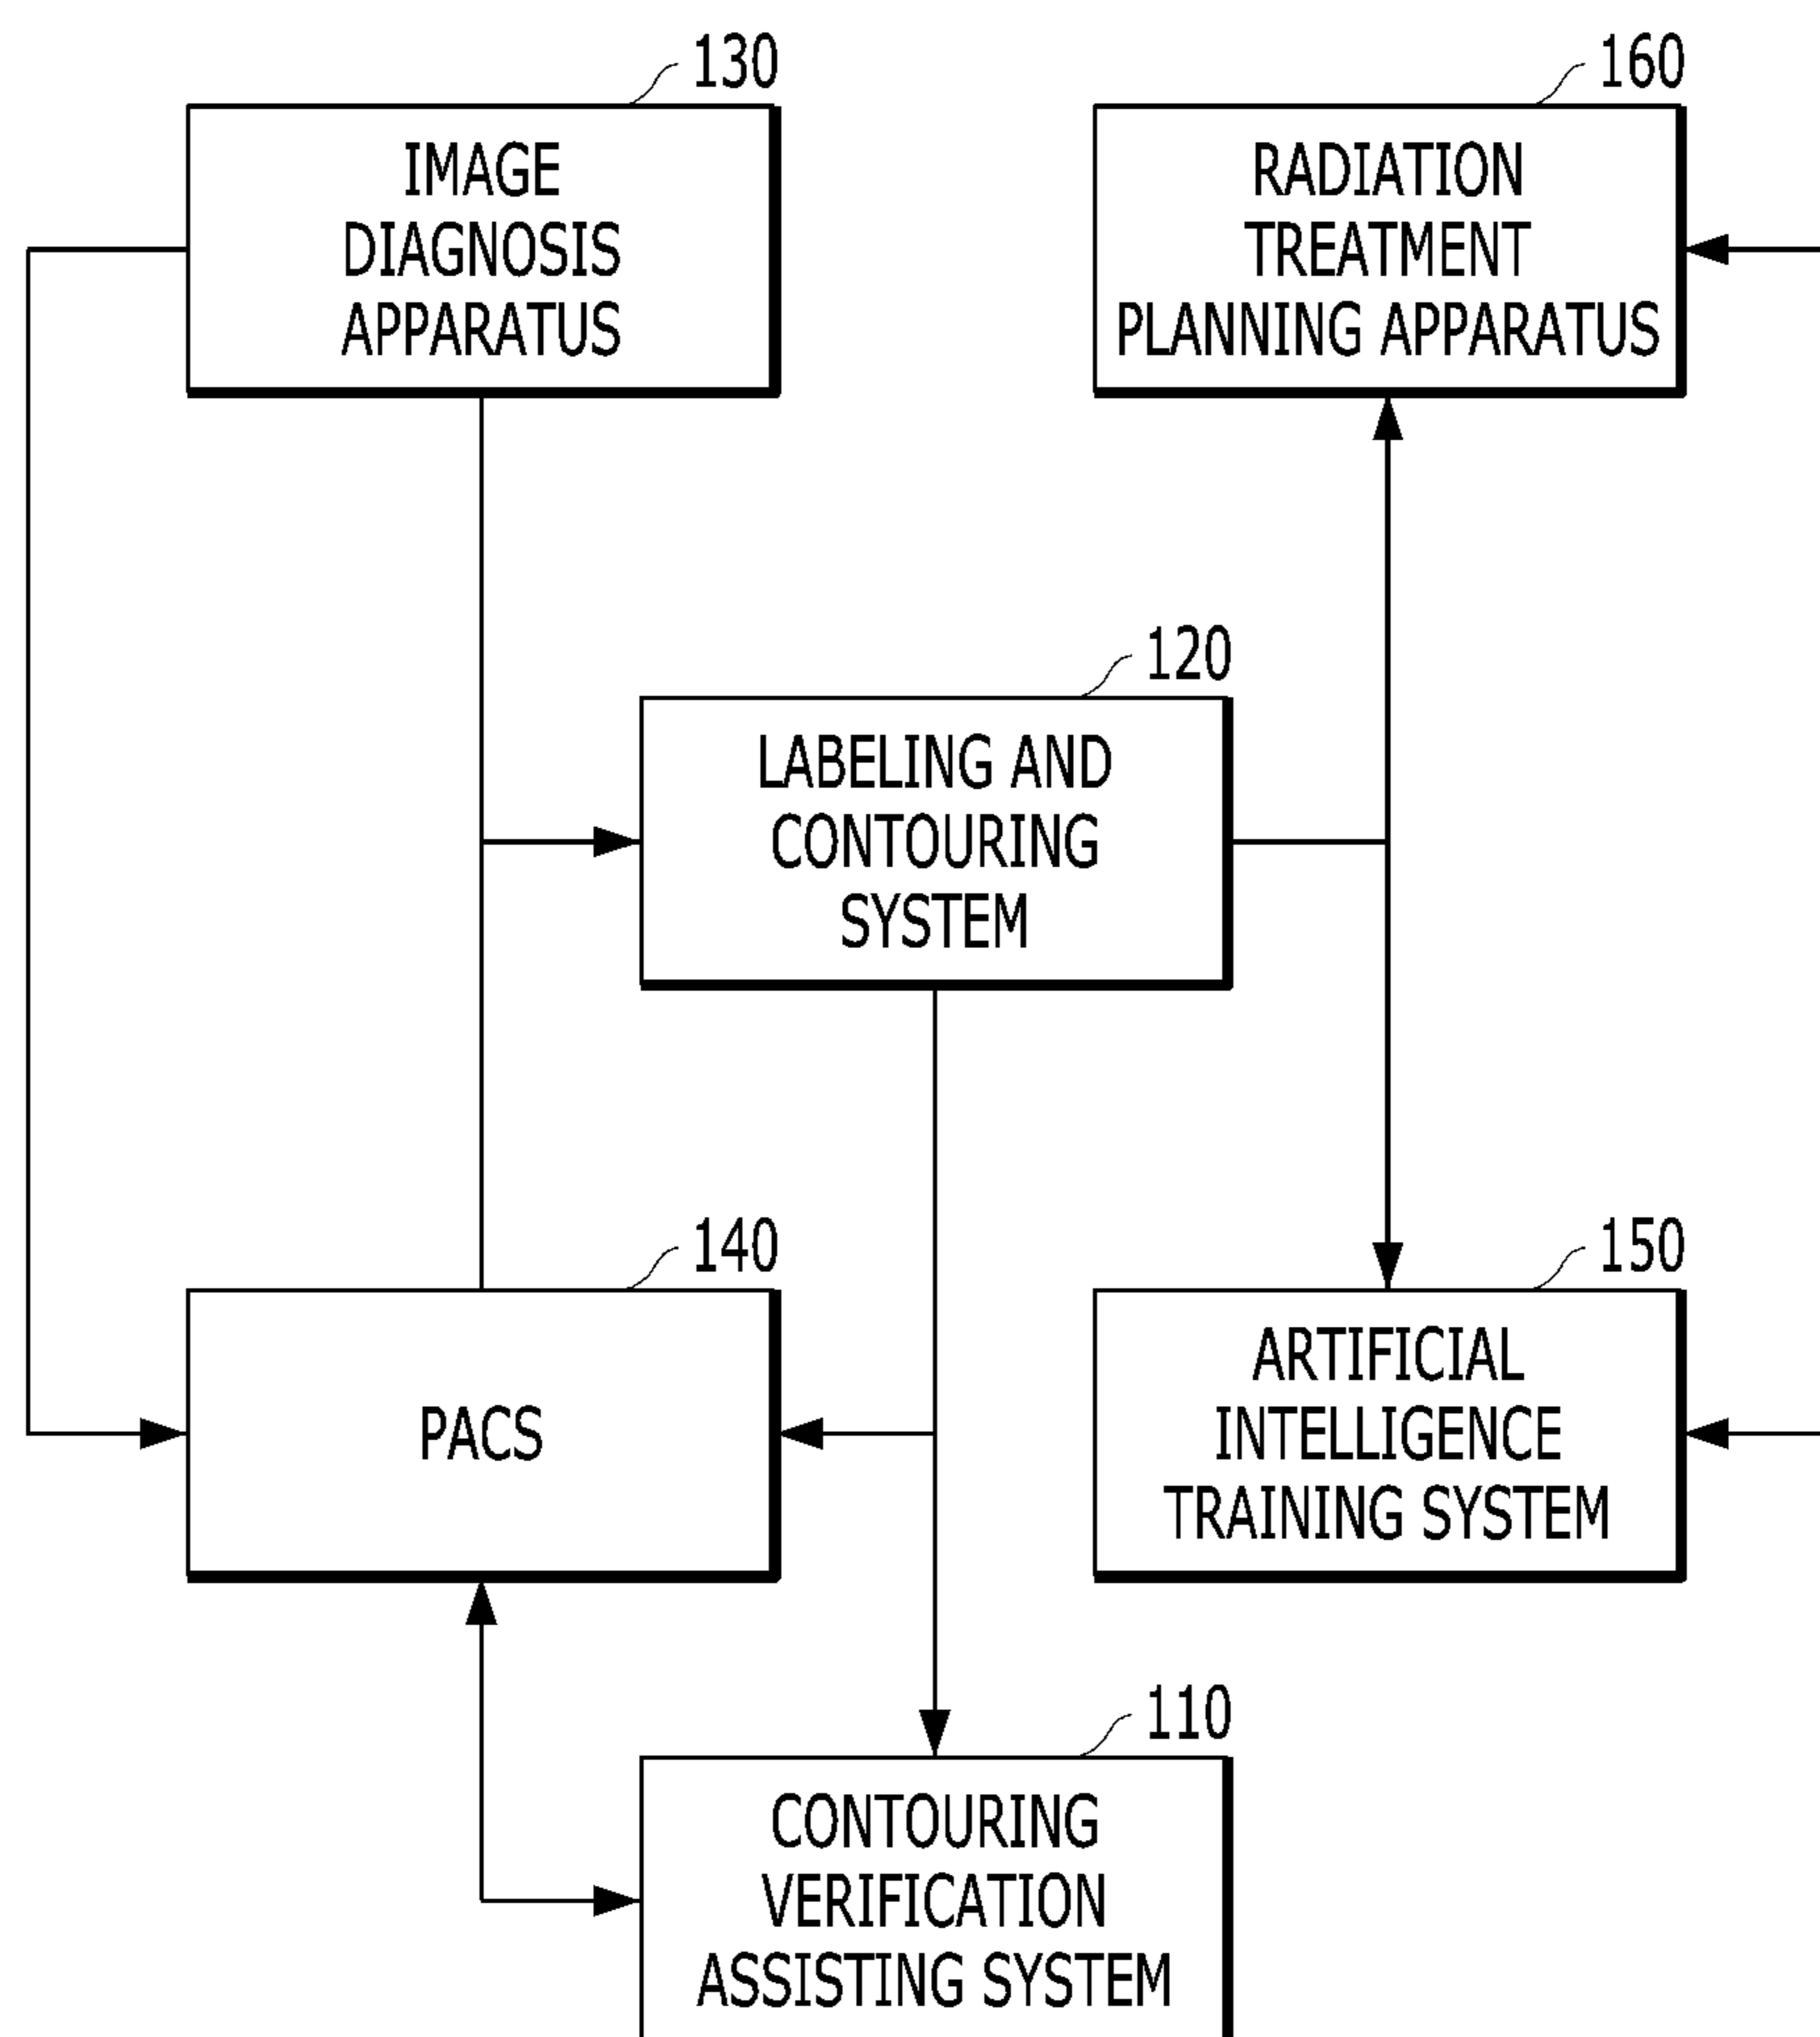 130
IMAGE
DIAGNOSIS
APPARATUS
160
RADIATION
TREATMENT
PLANNING APPARATUS
120
LABELING AND
CONTOURING
SYSTEM
140
PACS
150
ARTIFICIAL
INTELLIGENCE
TRAINING SYSTEM
110
CONTOURING
VERIFICATION
ASSISTING SYSTEM